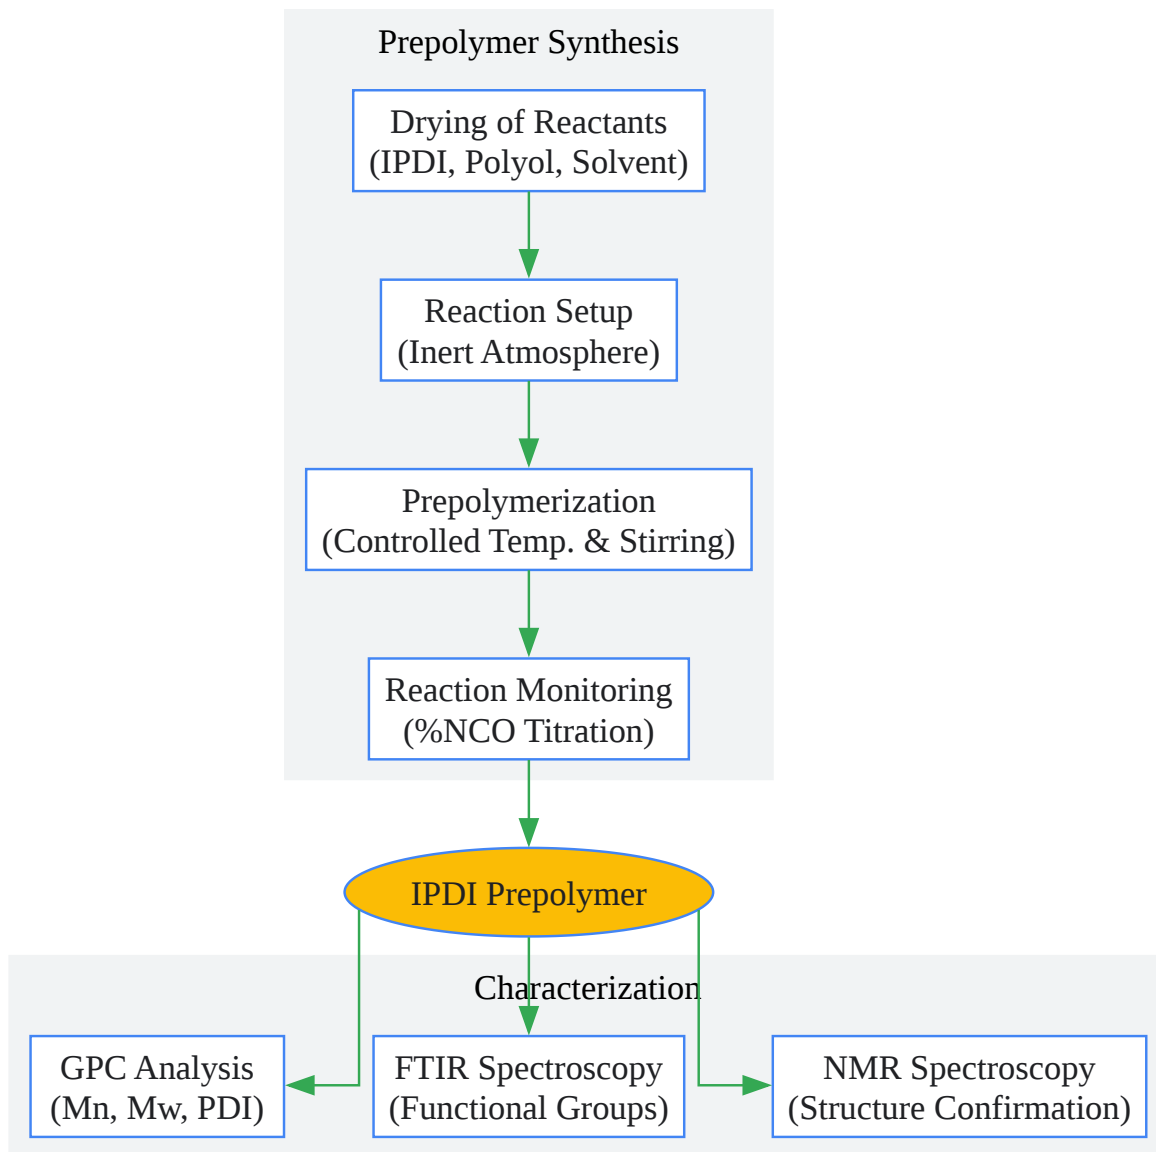 Prepolymer Synthesis
Drying of Reactants
(IPDI, Polyol, Solvent)
Reaction Setup
(Inert Atmosphere)
Prepolymerization
(Controlled Temp. & Stirring)
Reaction Monitoring
(%NCO Titration)
IPDI Prepolymer
Characterization
GPC Analysis
(Mn, Mw, PDI)
FTIR Spectroscopy
(Functional Groups)
NMR Spectroscopy
(Structure Confirmation)